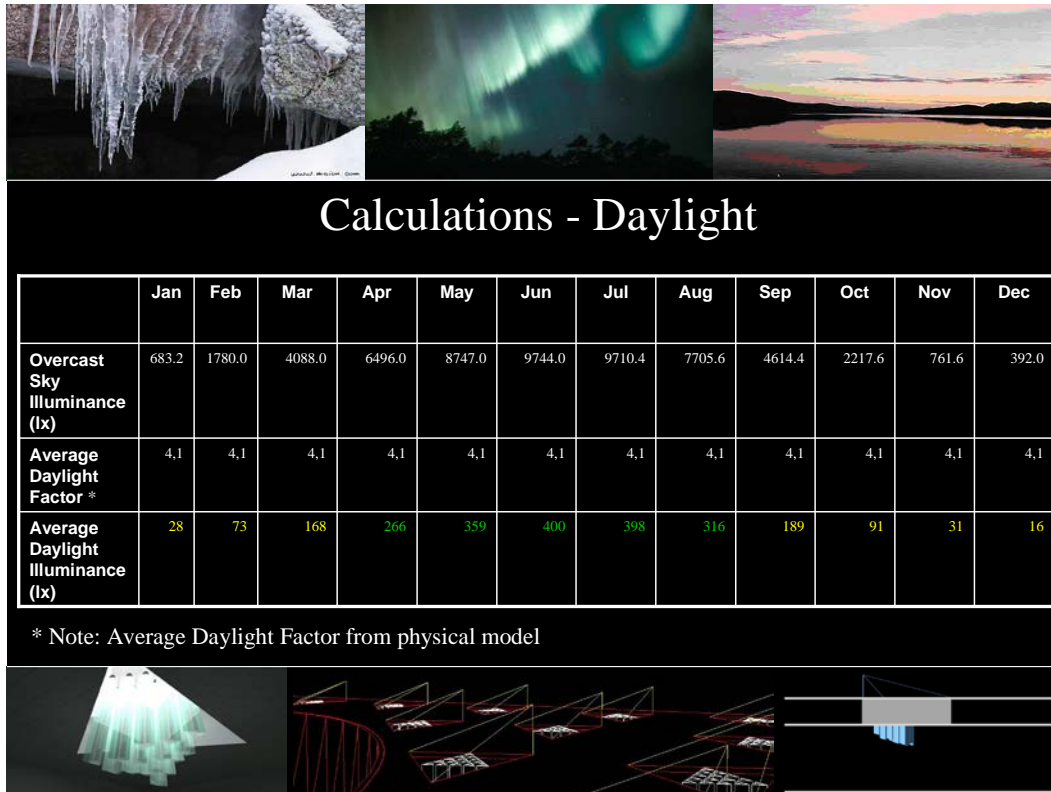 Calculations - Daylight
Jan Feb Mar Apr May Jun Jul Aug Sep Oct Nov Dec
Overcast 683.2 1780.0 4088.0 6496.0 8747.0 9744.0 9710.4 7705.6 4614.4 2217.6 761.6 392.0
Sky
Illuminance
(lx)
Average 4,1 4,1 4,1 4,1 4,1 4,1 4,1 4,1 4,1 4,1 4,1 4,1
Daylight
Factor *
Average 28 73 168 266 359 400 398 316 189 91 31 16
Daylight
Illuminance
(lx)
* Note: Average Daylight Factor from physical model